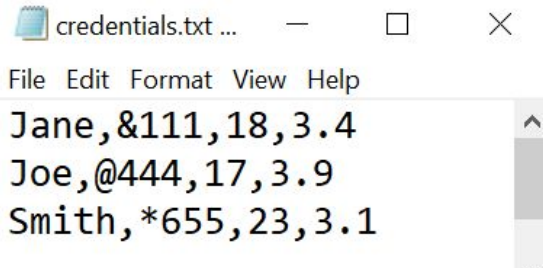 credentials.txt ...
File Edit Format View Help
Jane,&111,18,3.4
Joe,@444,17,3.9
Smith,*655,23,3.1